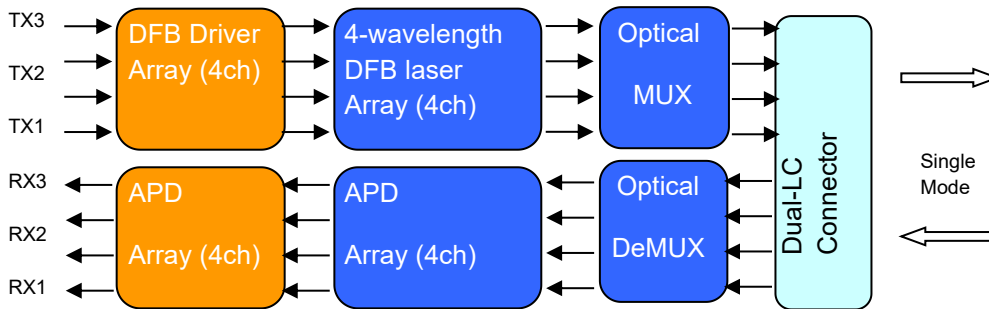 TX3
TX2
TX1
DFB Driver
Array (4ch)
4-wavelength
DFB laser
Array (4ch)
Optical
MUX
RX3
RX2
RX1
APD
Array (4ch)
APD
Array (4ch)
Optical
DeMUX
Dual-LC
Connector
Single
Mode